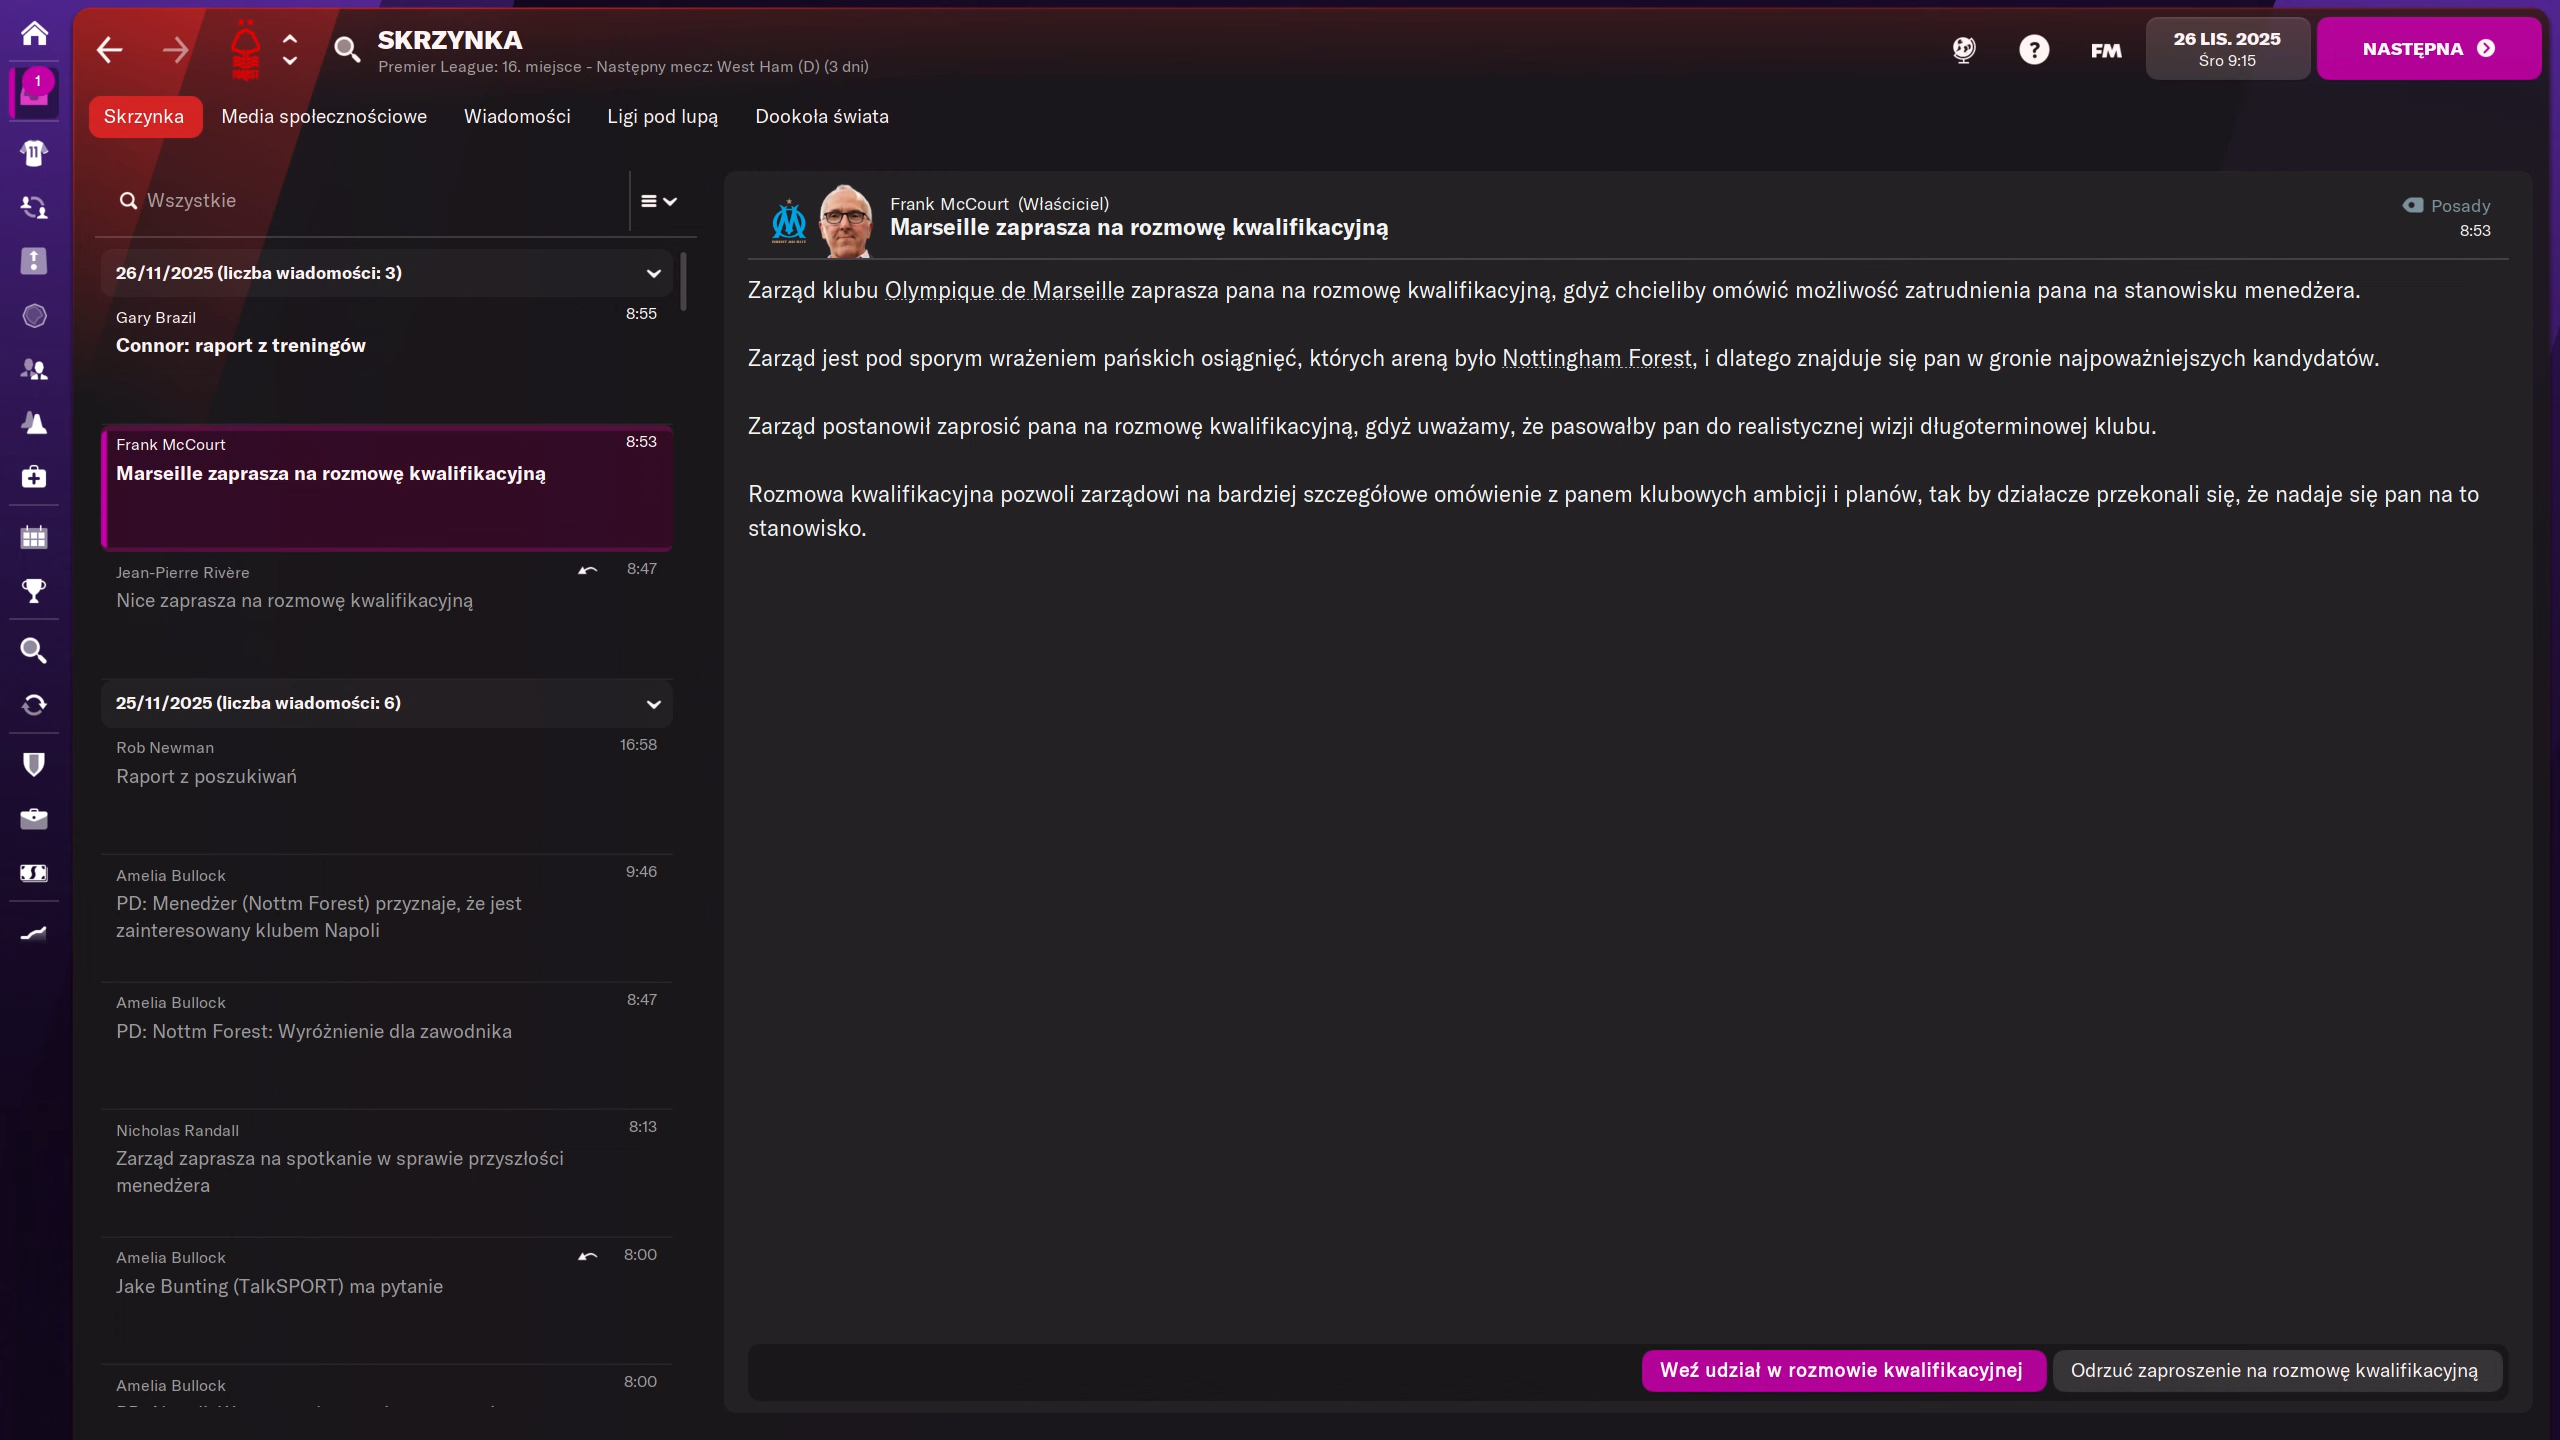 SKRZYNKA
Premier League: 16. miejsce - Następny mecz: West Ham (D) (3 dni)
FM
26 LIS. 2025
Śro 9:15
NASTĘPNA
1
11
Skrzynka
Media społecznościowe
Wiadomości
Ligi pod lupą
Dookoła świata
Wszystkie
26/11/2025 (liczba wiadomości: 3)
Gary Brazil
8:55
Connor: raport z treningów
Frank McCourt
8:53
Marseille zaprasza na rozmowę kwalifikacyjną
Jean-Pierre Rivère
8:47
Nice zaprasza na rozmowę kwalifikacyjną
25/11/2025 (liczba wiadomości: 6)
Rob Newman
16:58
Raport z poszukiwań
Amelia Bullock
9:46
PD: Menedżer (Nottm Forest) przyznaje, że jest
zainteresowany klubem Napoli
Amelia Bullock
8:47
PD: Nottm Forest: Wyróżnienie dla zawodnika
Nicholas Randall
8:13
Zarząd zaprasza na spotkanie w sprawie przyszłości
menedżera
Amelia Bullock
8:00
Jake Bunting (TalkSPORT) ma pytanie
Amelia Bullock
8:00
Frank McCourt (Właściciel)
Marseille zaprasza na rozmowę kwalifikacyjną
Posady
8:53
Zarząd klubu Olympique de Marseille zaprasza pana na rozmowę kwalifikacyjną, gdyż chcieliby omówić możliwość zatrudnienia pana na stanowisku menedżera.
Zarząd jest pod sporym wrażeniem pańskich osiągnięć, których areną było Nottingham Forest, i dlatego znajduje się pan w gronie najpoważniejszych kandydatów.
Zarząd postanowił zaprosić pana na rozmowę kwalifikacyjną, gdyż uważamy, że pasowałby pan do realistycznej wizji długoterminowej klubu.
Rozmowa kwalifikacyjna pozwoli zarządowi na bardziej szczegółowe omówienie z panem klubowych ambicji i planów, tak by działacze przekonali się, że nadaje się pan na to
stanowisko.
Weź udział w rozmowie kwalifikacyjnej
Odrzuć zaproszenie na rozmowę kwalifikacyjną